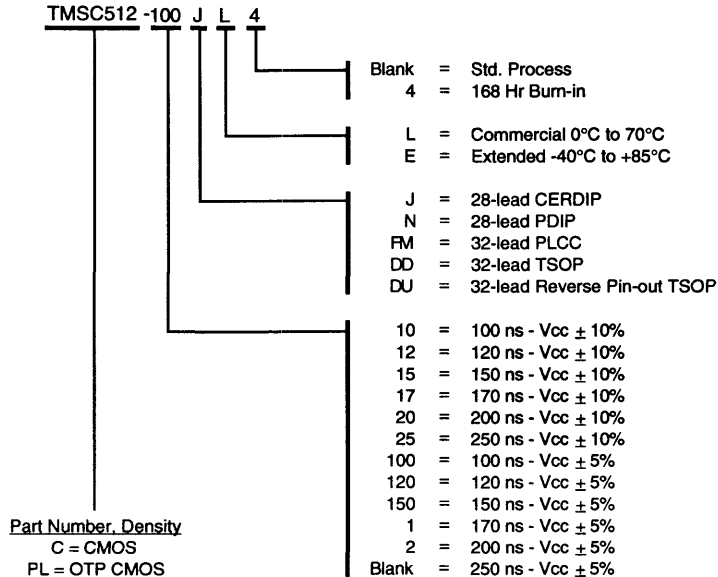 TMSC512 -100 J L 4
Blank = Std. Process
4 = 168 Hr Burn-in
L = Commercial 0°C to 70°C
E = Extended -40°C to +85°C
J = 28-lead CERDIP
N = 28-lead PDIP
FM = 32-lead PLCC
DD = 32-lead TSOP
DU = 32-lead Reverse Pin-out TSOP
10 = 100 ns - Vcc ± 10%
12 = 120 ns - Vcc ± 10%
15 = 150 ns - Vcc ± 10%
17 = 170 ns - Vcc ± 10%
20 = 200 ns - Vcc ± 10%
25 = 250 ns - Vcc ± 10%
100 = 100 ns - Vcc ± 5%
120 = 120 ns - Vcc ± 5%
150 = 150 ns - Vcc ± 5%
1 = 170 ns - Vcc ± 5%
2 = 200 ns - Vcc ± 5%
Blank = 250 ns - Vcc ± 5%
Part Number, Density
C = CMOS
PL = OTP CMOS